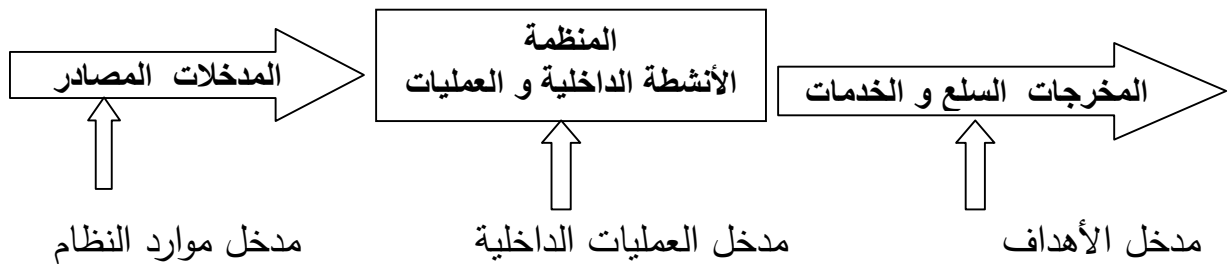 المدخلات المصادر
المنظمة
الأنشطة الداخلية و العمليات
المخرجات السلع و الخدمات
مدخل موارد النظام
مدخل العمليات الداخلية
مدخل الأهداف